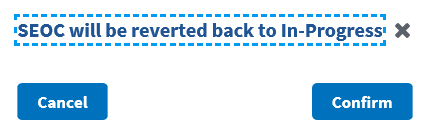 SEOC will be reverted back to In-Progress
Cancel
Confirm